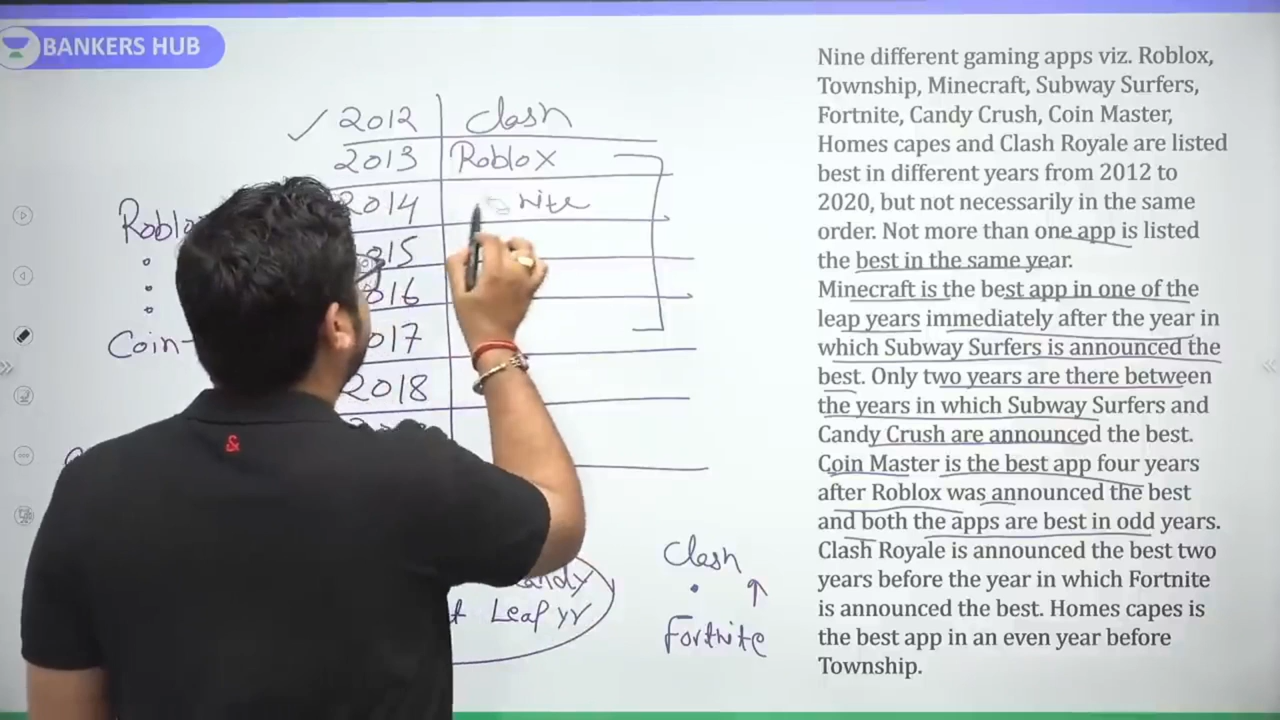 BANKERS HUB
2012 Clash
2013 Roblox
2014 nite
2015
2016
2017
2018
Coin
Candy
Leap yr
Clash
Fortnite
Nine different gaming apps viz. Roblox,
Township, Minecraft, Subway Surfers,
Fortnite, Candy Crush, Coin Master,
Homes capes and Clash Royale are listed
best in different years from 2012 to
2020, but not necessarily in the same
order. Not more than one app is listed
the best in the same year.
Minecraft is the best app in one of the
leap years immediately after the year in
which Subway Surfers is announced the
best. Only two years are there between
the years in which Subway Surfers and
Candy Crush are announced the best.
Coin Master is the best app four years
after Roblox was announced the best
and both the apps are best in odd years.
Clash Royale is announced the best two
years before the year in which Fortnite
is announced the best. Homes capes is
the best app in an even year before
Township.